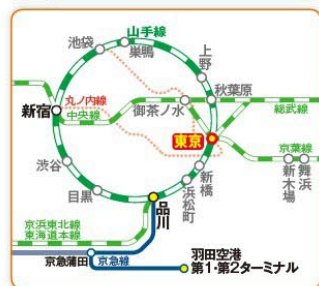 山手線
池袋
巣鴨
上野
秋葉原
新宿
丸ノ内線
中央線
御茶ノ水
総武線
東京
京葉線
渋谷
新橋
新木場
舞浜
目黒
浜松町
品川
京浜東北線
東海道本線
京急蒲田
京急線
羽田空港
第1・第2ターミナル